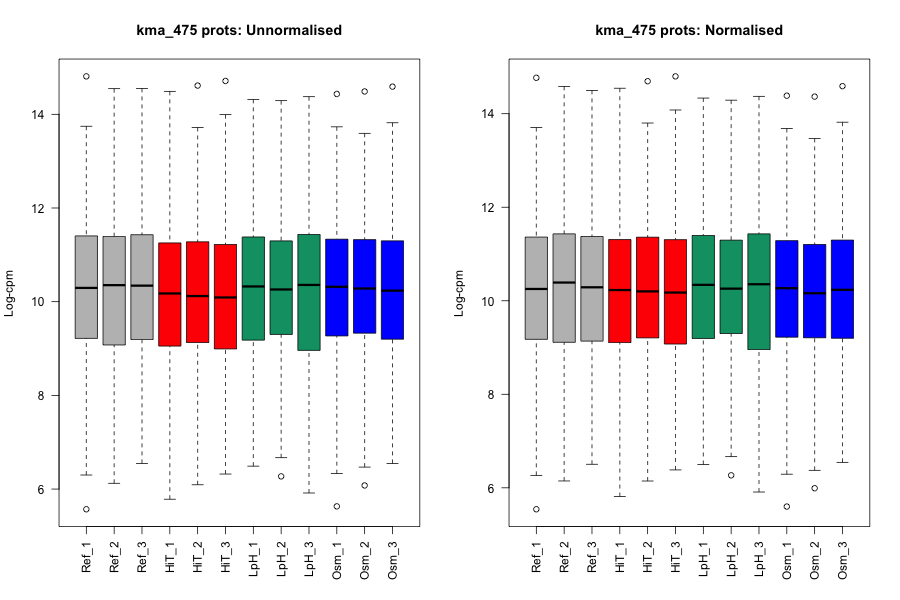 kma_475 prots: Unnormalised
Log-cpm
14
12
10
8
6
Ref_1
Ref_2
Ref_3
HiT_1
HiT_2
HiT_3
LpH_1
LpH_2
LpH_3
Osm_1
Osm_2
Osm_3
kma_475 prots: Normalised
Log-cpm
14
12
10
8
6
Ref_1
Ref_2
Ref_3
HiT_1
HiT_2
HiT_3
LpH_1
LpH_2
LpH_3
Osm_1
Osm_2
Osm_3